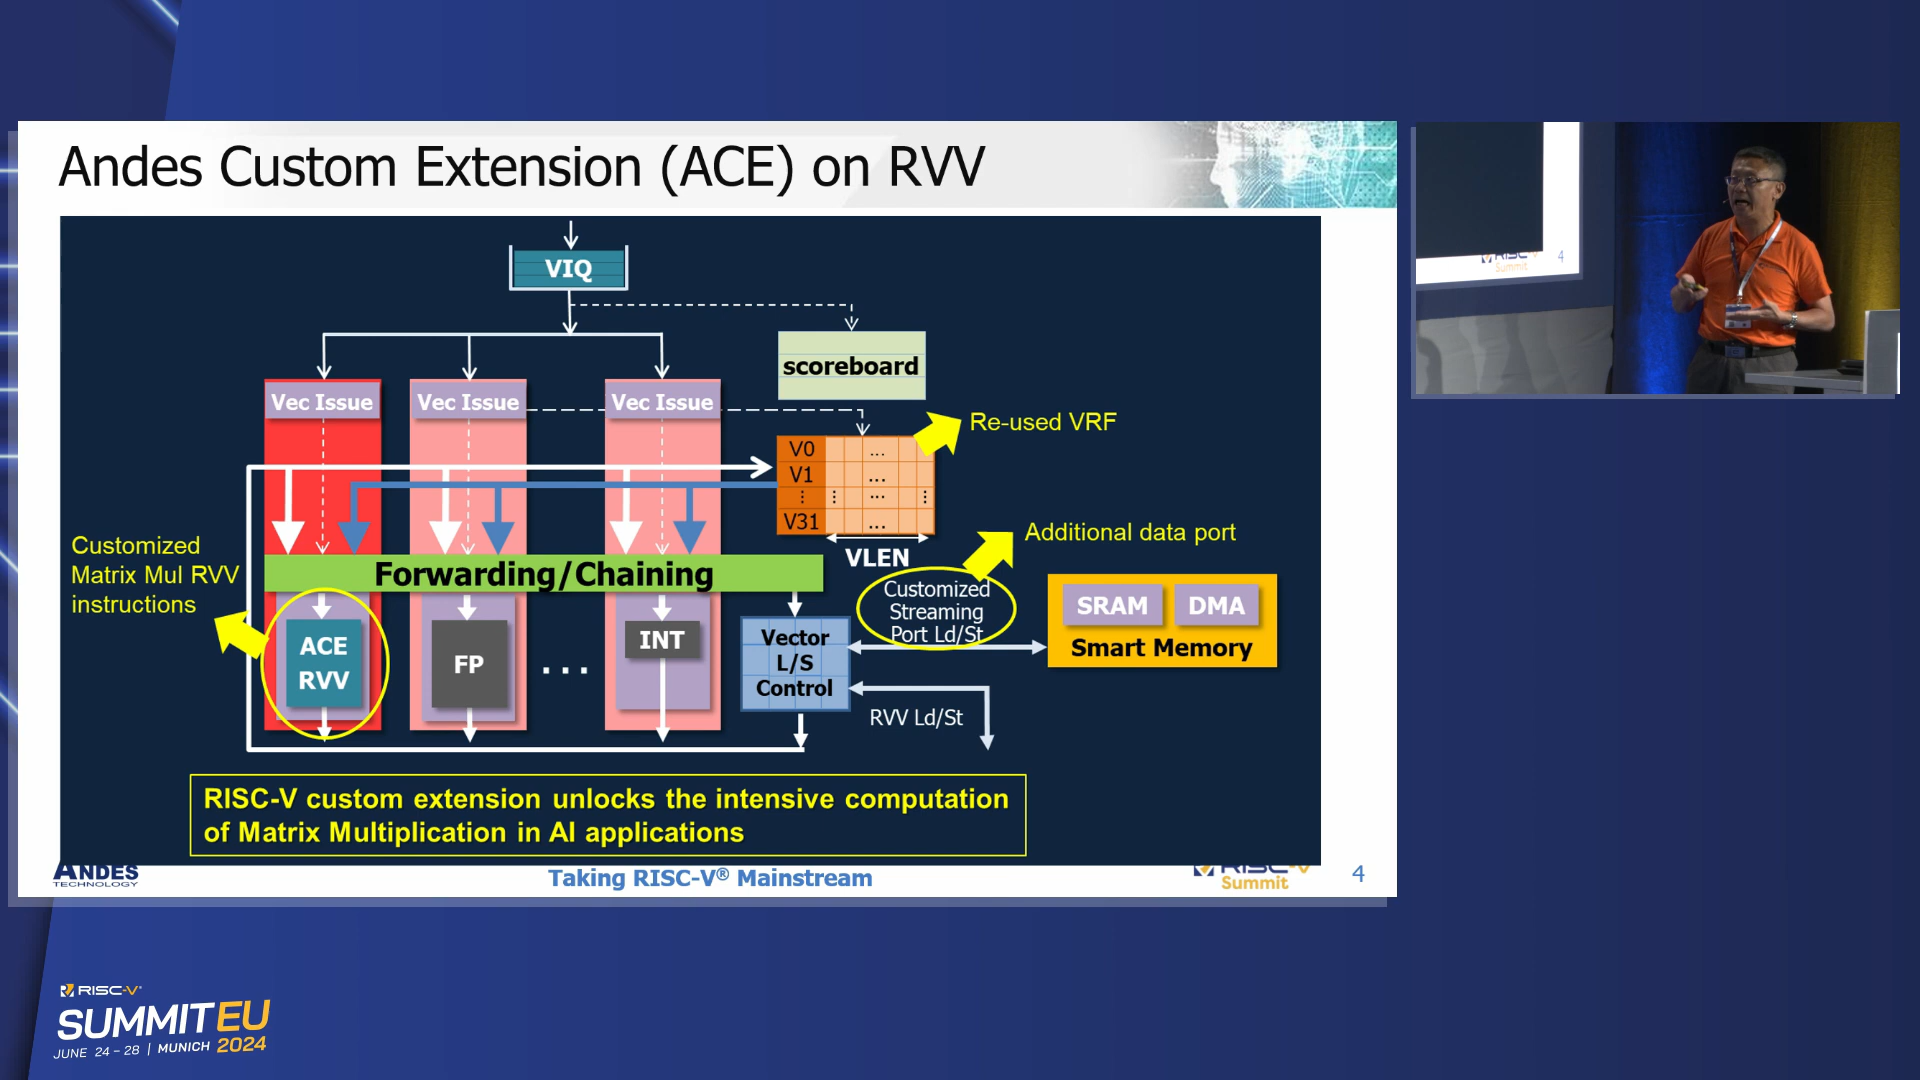 Andes Custom Extension (ACE) on RVV
VIQ
scoreboard
Vec Issue
Vec Issue
Vec Issue
Re-used VRF
V0 ...
V1 ...
⋮ ⋮ ... ⋮
V31 ...
VLEN
Additional data port
Customized
Matrix Mul RVV
instructions
Forwarding/Chaining
Customized
Streaming
Port Ld/St
SRAM
DMA
Smart Memory
ACE
RVV
FP
...
INT
Vector
L/S
Control
RVV Ld/St
RISC-V custom extension unlocks the intensive computation
of Matrix Multiplication in AI applications
ANDES
TECHNOLOGY
Taking RISC-V® Mainstream
RISC-V
Summit
4
RISC-V
Summit
4
RISC-V®
SUMMIT EU
JUNE 24 – 28 | MUNICH 2024